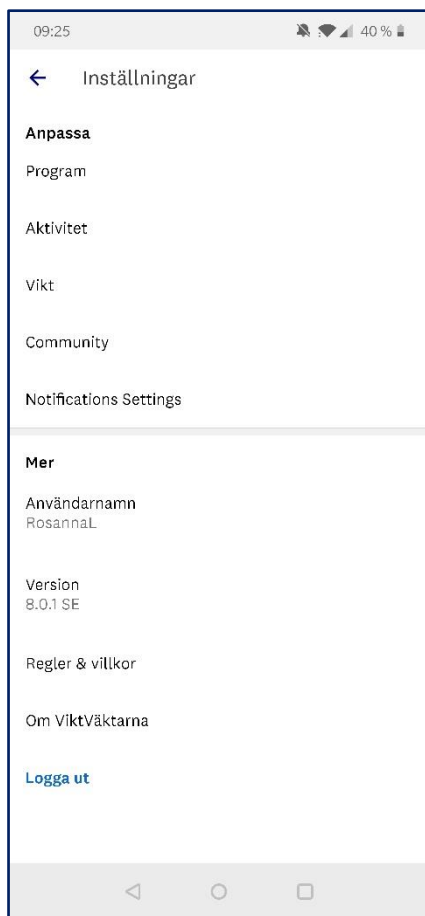 09:25 40 %
Inställningar
Anpassa
Program
Aktivitet
Vikt
Community
Notifications Settings
Mer
Användarnamn
RosannaL
Version
8.0.1 SE
Regler & villkor
Om ViktVäktarna
Logga ut